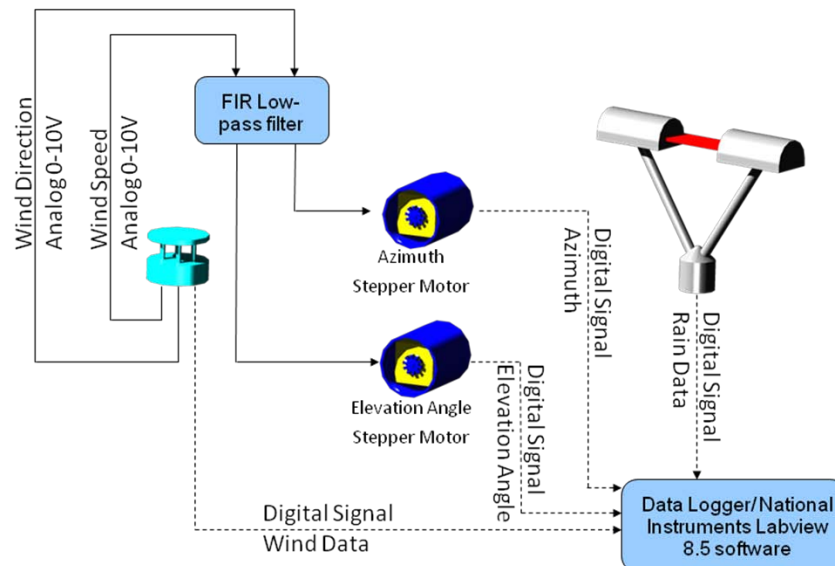 Wind Direction
Analog 0-10V
Wind Speed
Analog 0-10V
FIR Low-
pass filter
Azimuth
Stepper Motor
Elevation Angle
Stepper Motor
Digital Signal
Azimuth
Digital Signal
Elevation Angle
Digital Signal
Rain Data
Digital Signal
Wind Data
Data Logger/National
Instruments Labview
8.5 software